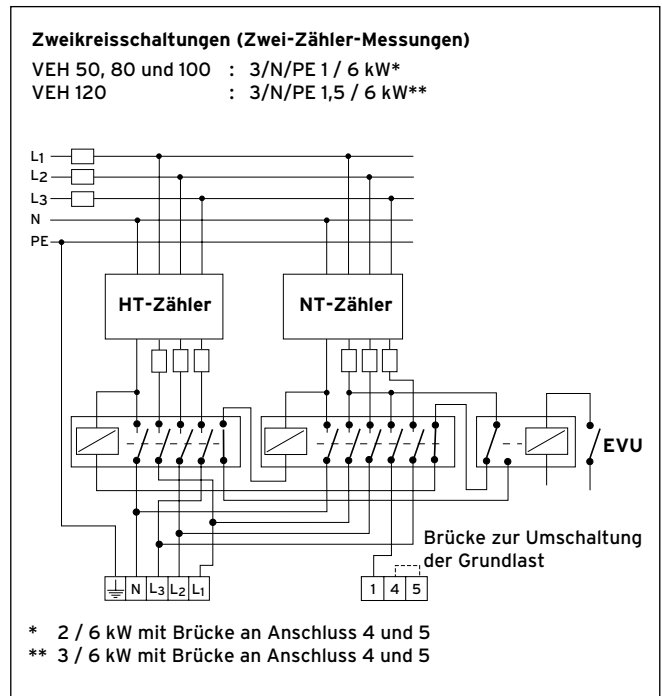 Zweikreisschaltungen (Zwei-Zähler-Messungen)
VEH 50, 80 und 100 : 3/N/PE 1 / 6 kW*
VEH 120 : 3/N/PE 1,5 / 6 kW**
L1
L2
L3
N
PE
HT-Zähler NT-Zähler
EVU
Brücke zur Umschaltung
der Grundlast
N L3 L2 L1 1 4 5
* 2 / 6 kW mit Brücke an Anschluss 4 und 5
** 3 / 6 kW mit Brücke an Anschluss 4 und 5